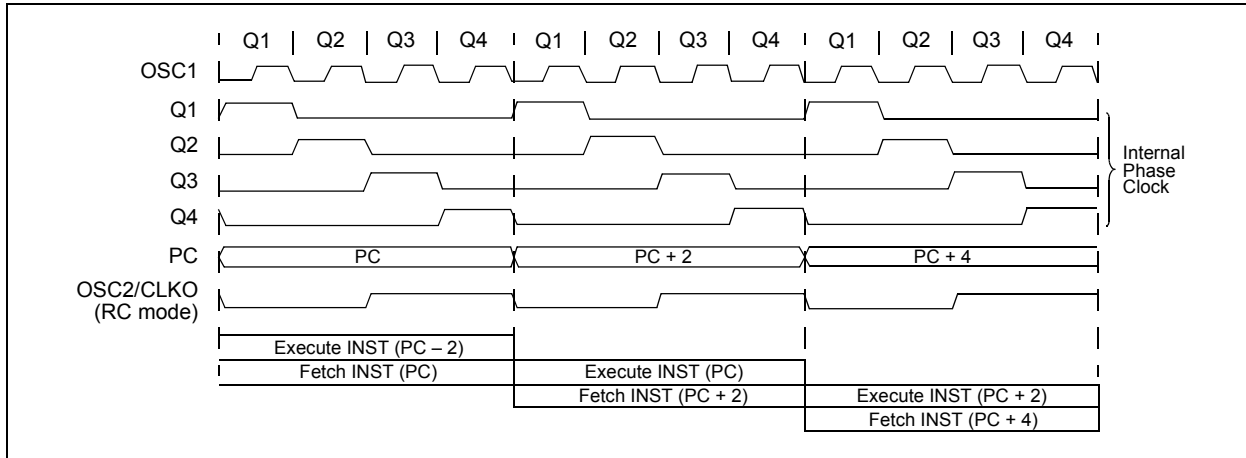 Q1 Q2 Q3 Q4 Q1 Q2 Q3 Q4 Q1 Q2 Q3 Q4
OSC1
Q1
Q2
Q3
Q4
Internal
Phase
Clock
PC PC PC + 2 PC + 4
OSC2/CLKO
(RC mode)
Execute INST (PC – 2)
Fetch INST (PC) Execute INST (PC)
Fetch INST (PC + 2) Execute INST (PC + 2)
Fetch INST (PC + 4)